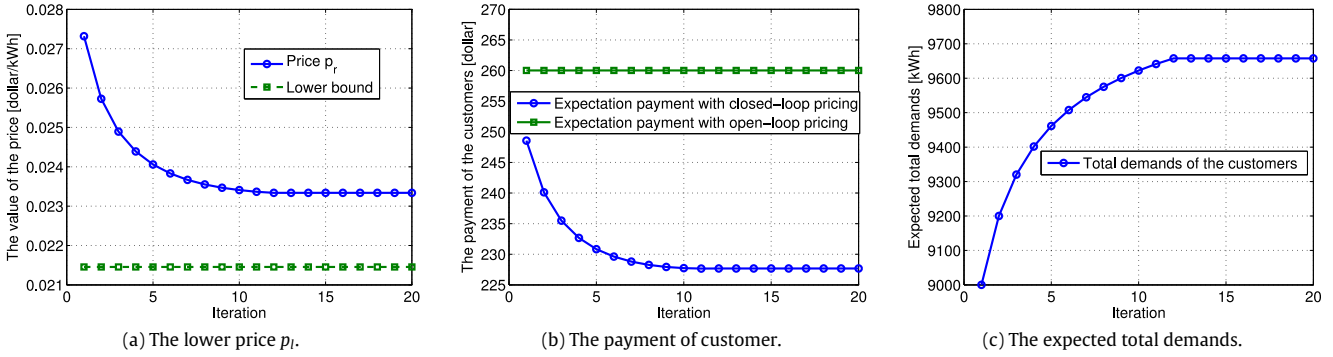 0.028
0.027
0.026
0.025
0.024
0.023
0.022
0.021
The value of the price [dollar/kWh]
Price p_r
Lower bound
0 5 10 15 20
Iteration
(a) The lower price p_l.
270
265
260
255
250
245
240
235
230
225
The payment of the customers [dollar]
Expectation payment with closed-loop pricing
Expectation payment with open-loop pricing
0 5 10 15 20
Iteration
(b) The payment of customer.
9800
9700
9600
9500
9400
9300
9200
9100
9000
Expected total demands [kWh]
Total demands of the customers
0 5 10 15 20
Iteration
(c) The expected total demands.